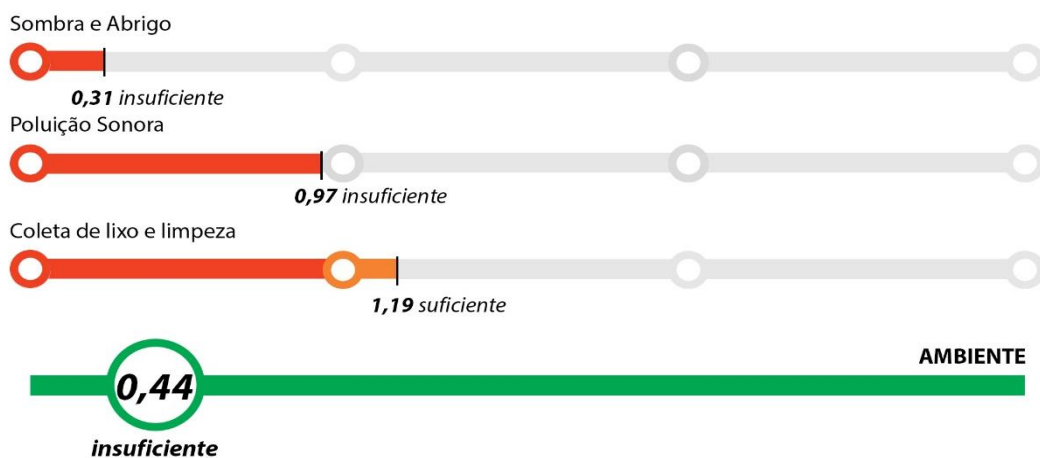 Sombra e Abrigo
0,31 insuficiente
Poluição Sonora
0,97 insuficiente
Coleta de lixo e limpeza
1,19 suficiente
AMBIENTE
0,44
insuficiente